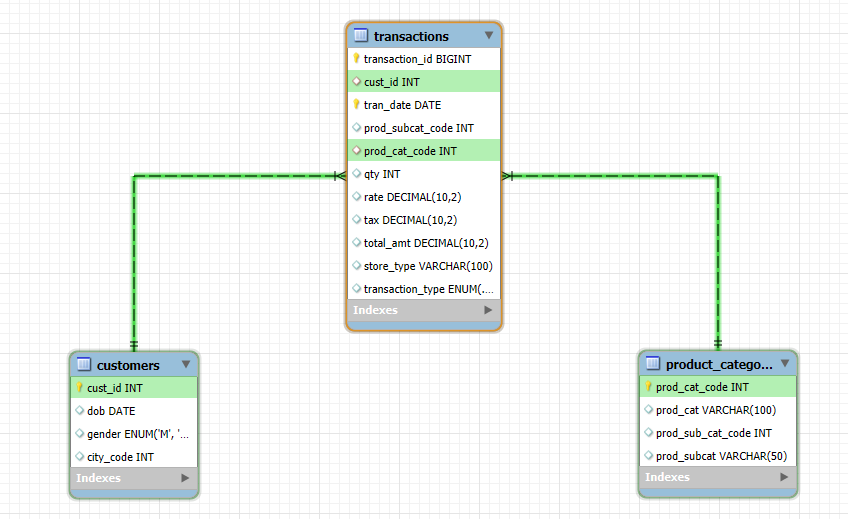 transactions
transaction_id BIGINT
cust_id INT
tran_date DATE
prod_subcat_code INT
prod_cat_code INT
qty INT
rate DECIMAL(10,2)
tax DECIMAL(10,2)
total_amt DECIMAL(10,2)
store_type VARCHAR(100)
transaction_type ENUM(....
Indexes
customers
cust_id INT
dob DATE
gender ENUM('M', '...
city_code INT
Indexes
product_catego...
prod_cat_code INT
prod_cat VARCHAR(100)
prod_sub_cat_code INT
prod_subcat VARCHAR(50)
Indexes